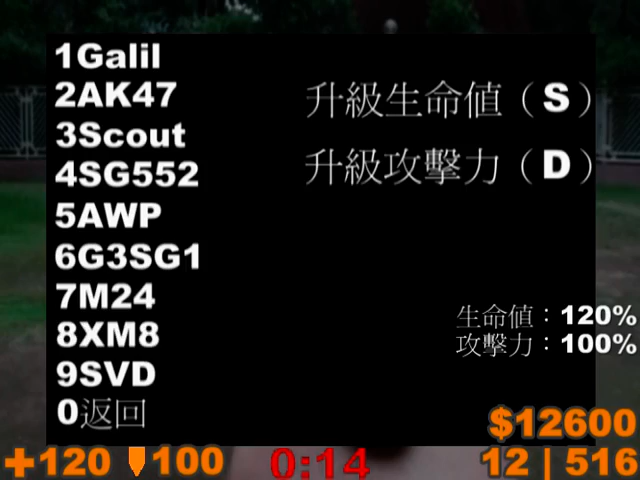 1Galil
2AK47
3Scout
4SG552
5AWP
6G3SG1
7M24
8XM8
9SVD
0返回
升級生命值（S）
升級攻擊力（D）
生命值：120%
攻擊力：100%
$12600
120 100 0:14 12 | 516